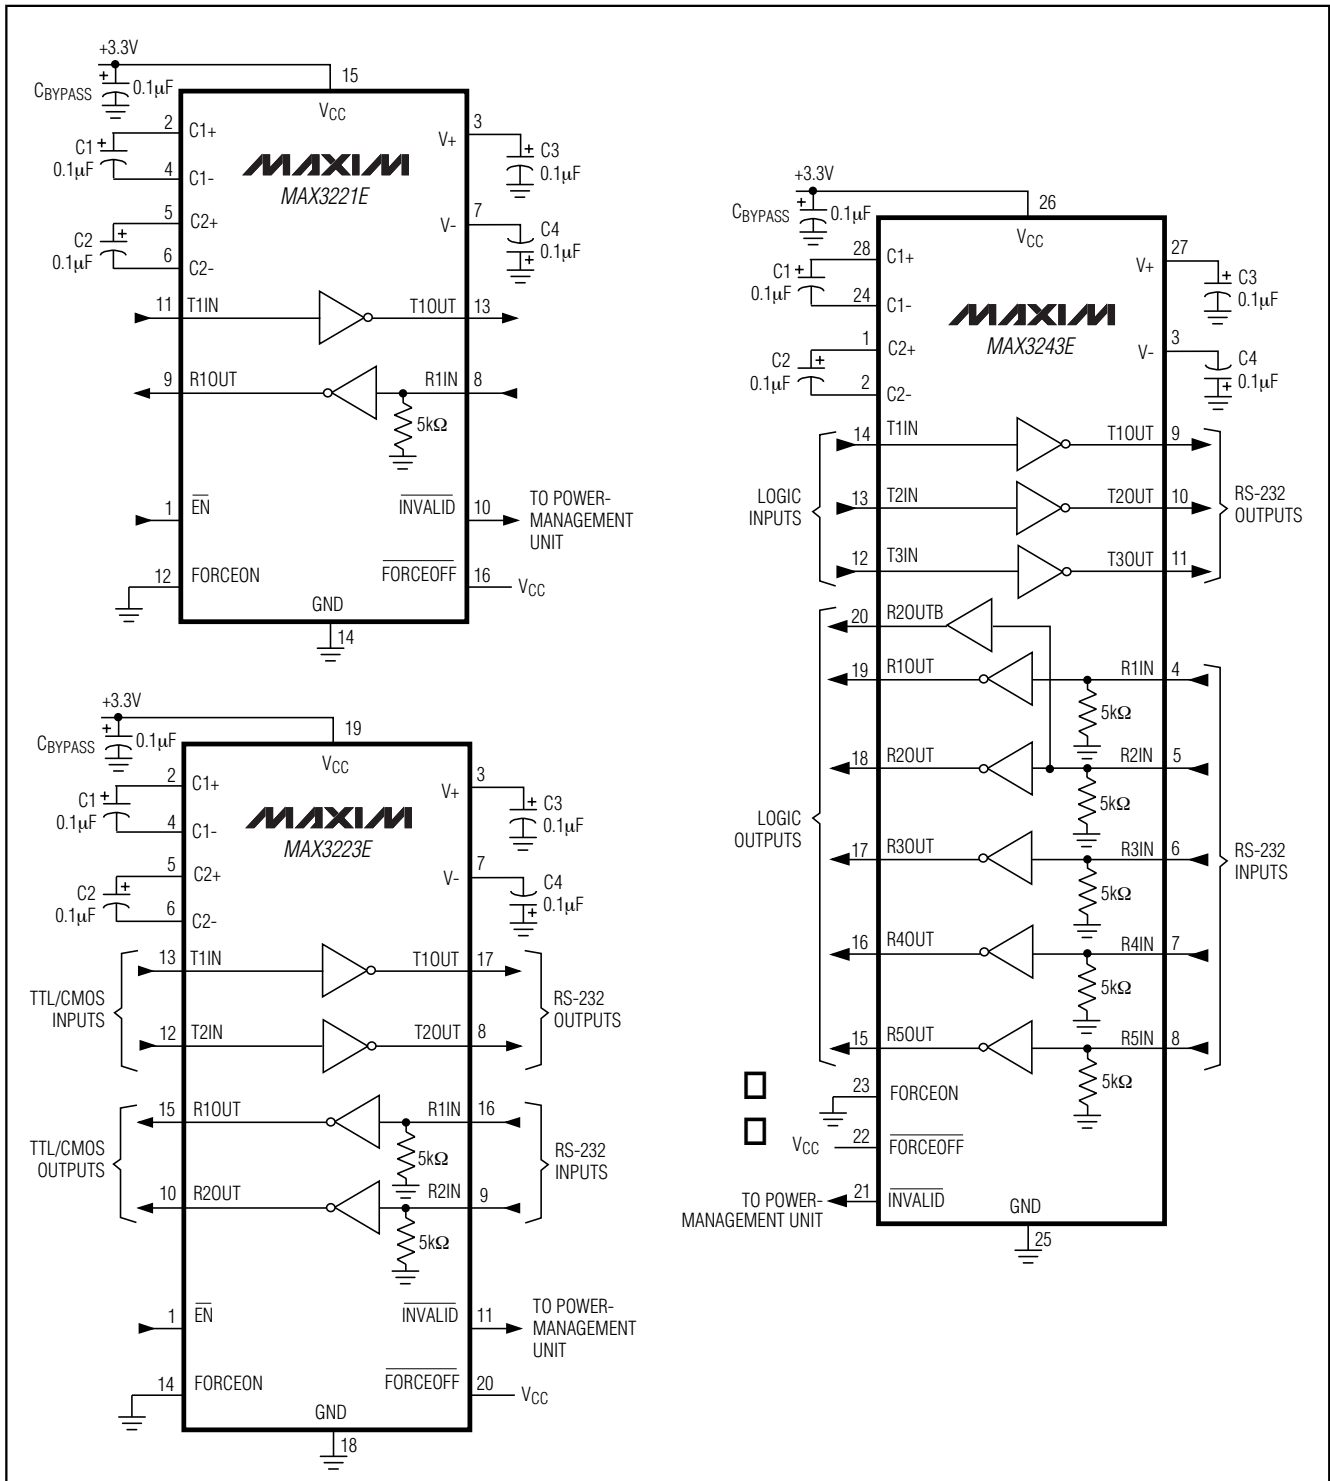 +3.3V
CBYPASS
+
0.1µF
15
VCC
2
C1+
C1
+
0.1µF
4
C1-
5
C2+
C2
+
0.1µF
6
C2-
MAXIM
MAX3221E
3
V+
+
C3
0.1µF
7
V-
C4
0.1µF
+
11
T1IN
T1OUT
13
9
R1OUT
R1IN
8
5kΩ
1
EN
INVALID
10
TO POWER-
MANAGEMENT
UNIT
12
FORCEON
FORCEOFF
16
VCC
GND
14
+3.3V
CBYPASS
+
0.1µF
19
VCC
2
C1+
C1
+
0.1µF
4
C1-
5
C2+
C2
+
0.1µF
6
C2-
MAXIM
MAX3223E
3
V+
+
C3
0.1µF
7
V-
C4
0.1µF
+
TTL/CMOS
INPUTS
13
T1IN
T1OUT
17
12
T2IN
T2OUT
8
RS-232
OUTPUTS
TTL/CMOS
OUTPUTS
15
R1OUT
R1IN
16
5kΩ
10
R2OUT
R2IN
9
5kΩ
RS-232
INPUTS
1
EN
INVALID
11
TO POWER-
MANAGEMENT
UNIT
14
FORCEON
FORCEOFF
20
VCC
GND
18
+3.3V
CBYPASS
+
0.1µF
26
VCC
28
C1+
C1
+
0.1µF
24
C1-
1
C2+
C2
+
0.1µF
2
C2-
MAXIM
MAX3243E
27
V+
+
C3
0.1µF
3
V-
C4
0.1µF
+
LOGIC
INPUTS
14
T1IN
T1OUT
9
13
T2IN
T2OUT
10
12
T3IN
T3OUT
11
RS-232
OUTPUTS
20
R2OUTB
19
R1OUT
R1IN
4
5kΩ
18
R2OUT
R2IN
5
5kΩ
LOGIC
OUTPUTS
17
R3OUT
R3IN
6
5kΩ
RS-232
INPUTS
16
R4OUT
R4IN
7
5kΩ
15
R5OUT
R5IN
8
5kΩ
23
FORCEON
VCC
22
FORCEOFF
TO POWER-
MANAGEMENT UNIT
21
INVALID
GND
25